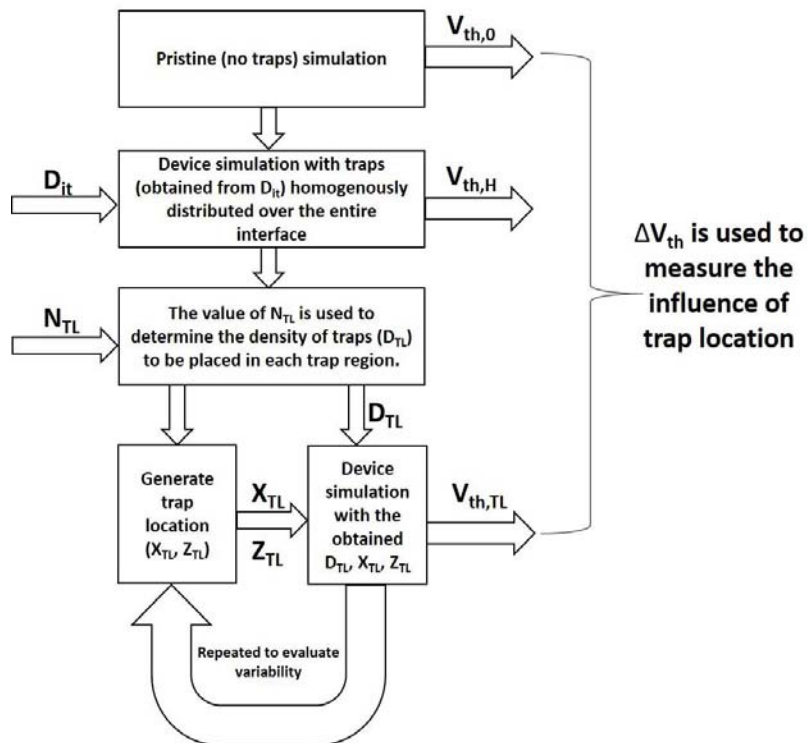 Pristine (no traps) simulation
V_th,0
D_it
Device simulation with traps
(obtained from D_it) homogenously
distributed over the entire
interface
V_th,H
N_TL
The value of N_TL is used to
determine the density of traps (D_TL)
to be placed in each trap region.
D_TL
Generate
trap
location
(X_TL, Z_TL)
X_TL
Z_TL
Device
simulation
with the
obtained
D_TL, X_TL, Z_TL
V_th,TL
Repeated to evaluate
variability
ΔV_th is used to
measure the
influence of
trap location